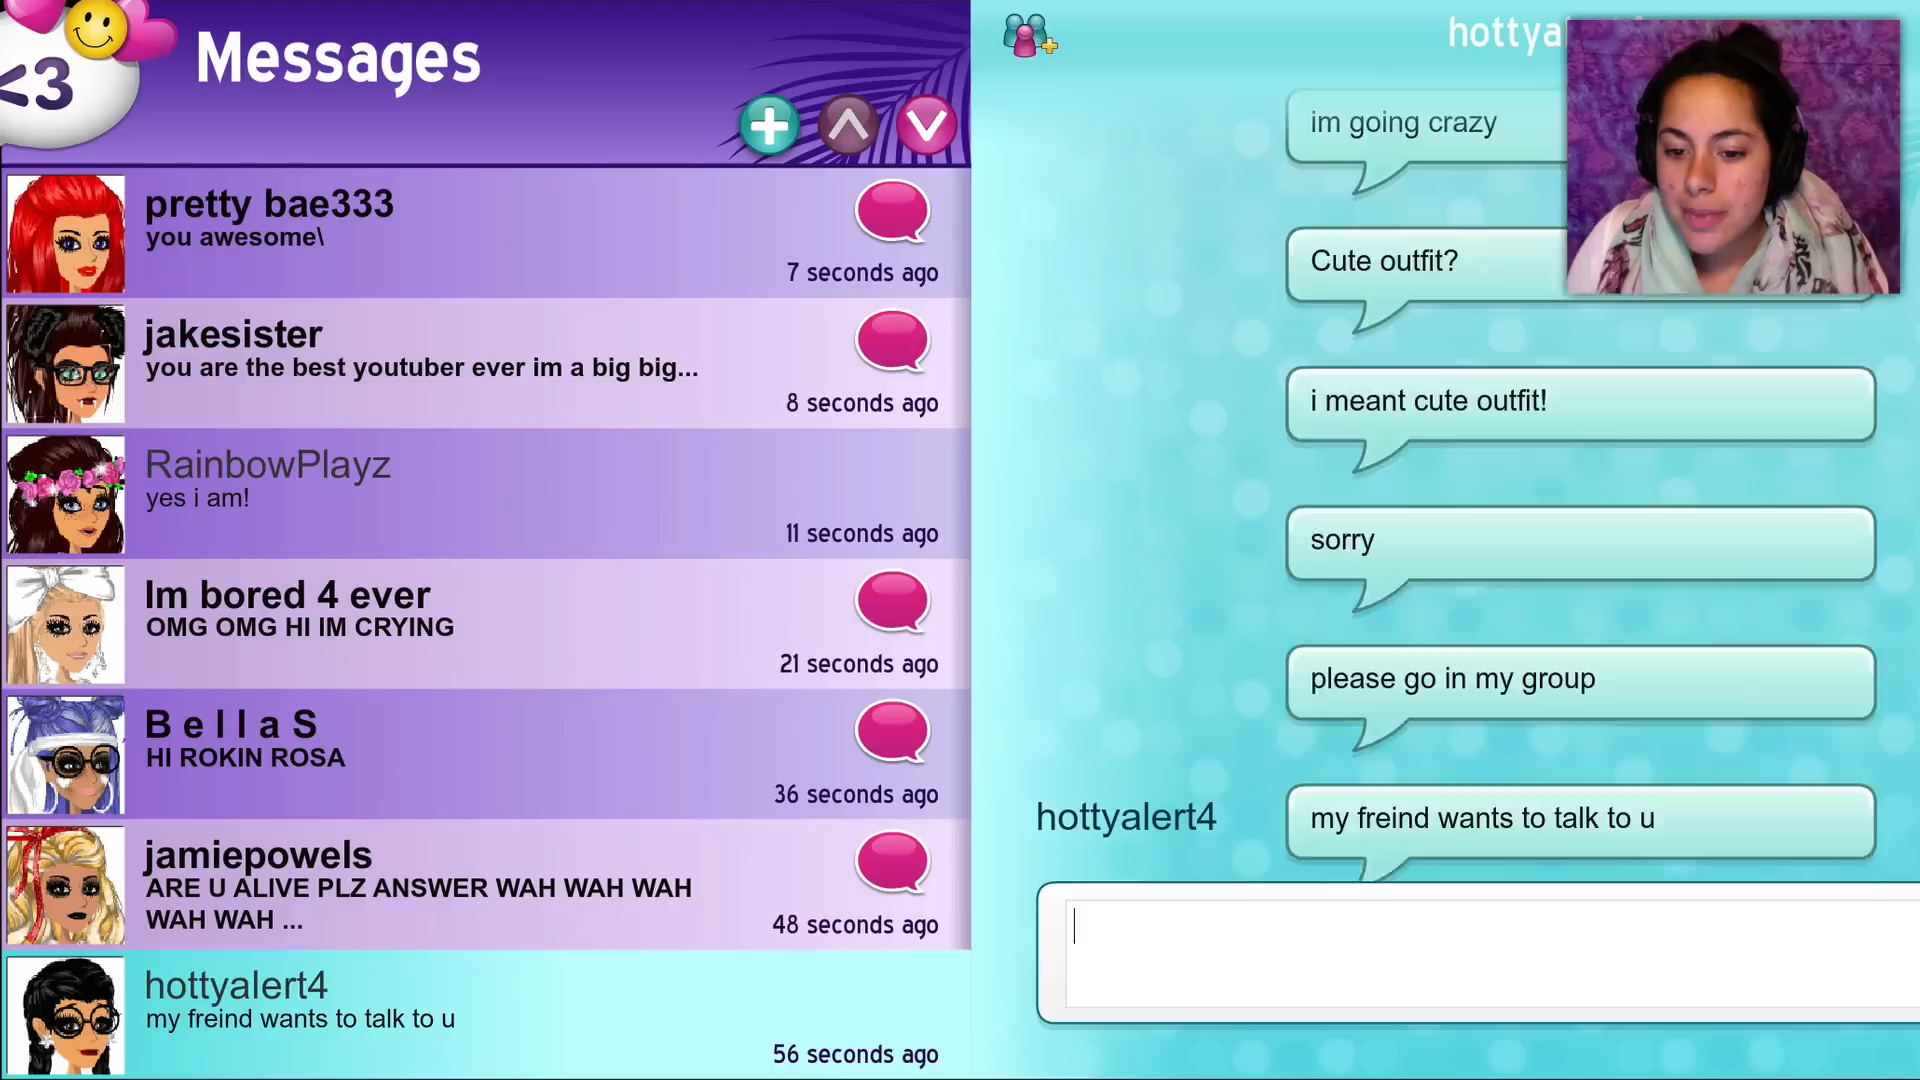 <3
Messages
pretty bae333
you awesome\
7 seconds ago
jakesister
you are the best youtuber ever im a big big...
8 seconds ago
RainbowPlayz
yes i am!
11 seconds ago
Im bored 4 ever
OMG OMG HI IM CRYING
21 seconds ago
B e l l a S
HI ROKIN ROSA
36 seconds ago
jamiepowels
ARE U ALIVE PLZ ANSWER WAH WAH WAH
WAH WAH ...
48 seconds ago
hottyalert4
my freind wants to talk to u
56 seconds ago
hottya
im going crazy
Cute outfit?
i meant cute outfit!
sorry
please go in my group
hottyalert4
my freind wants to talk to u